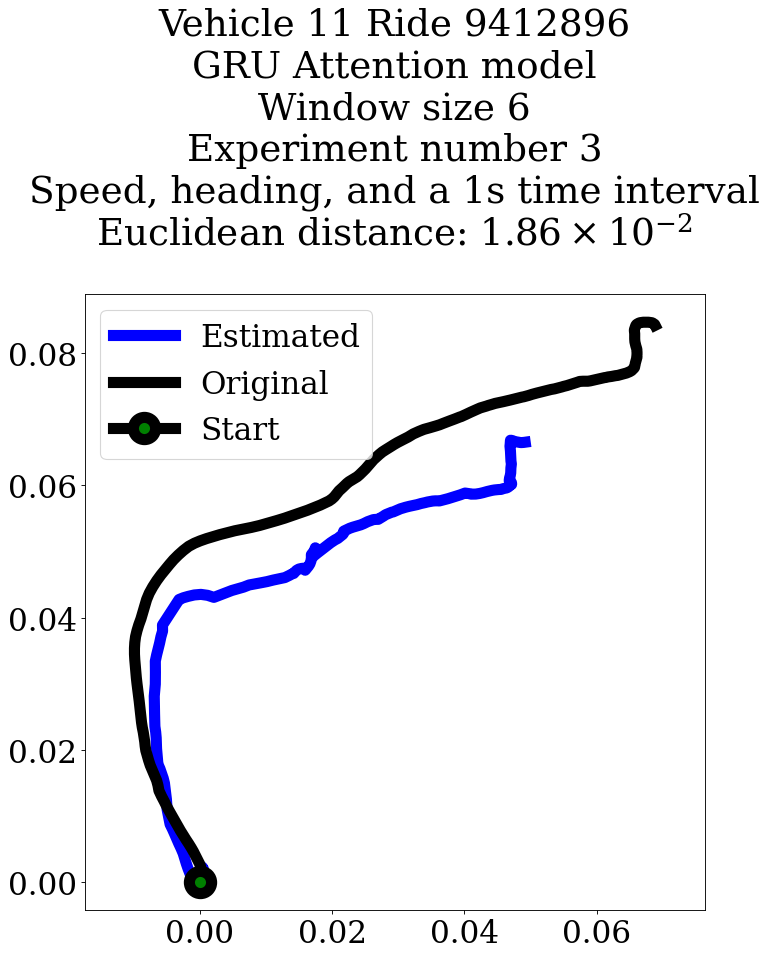 Vehicle 11 Ride 9412896
GRU Attention model
Window size 6
Experiment number 3
Speed, heading, and a 1s time interval
Euclidean distance: 1.86 × 10⁻²
Estimated
Original
Start
0.08
0.06
0.04
0.02
0.00
0.00 0.02 0.04 0.06